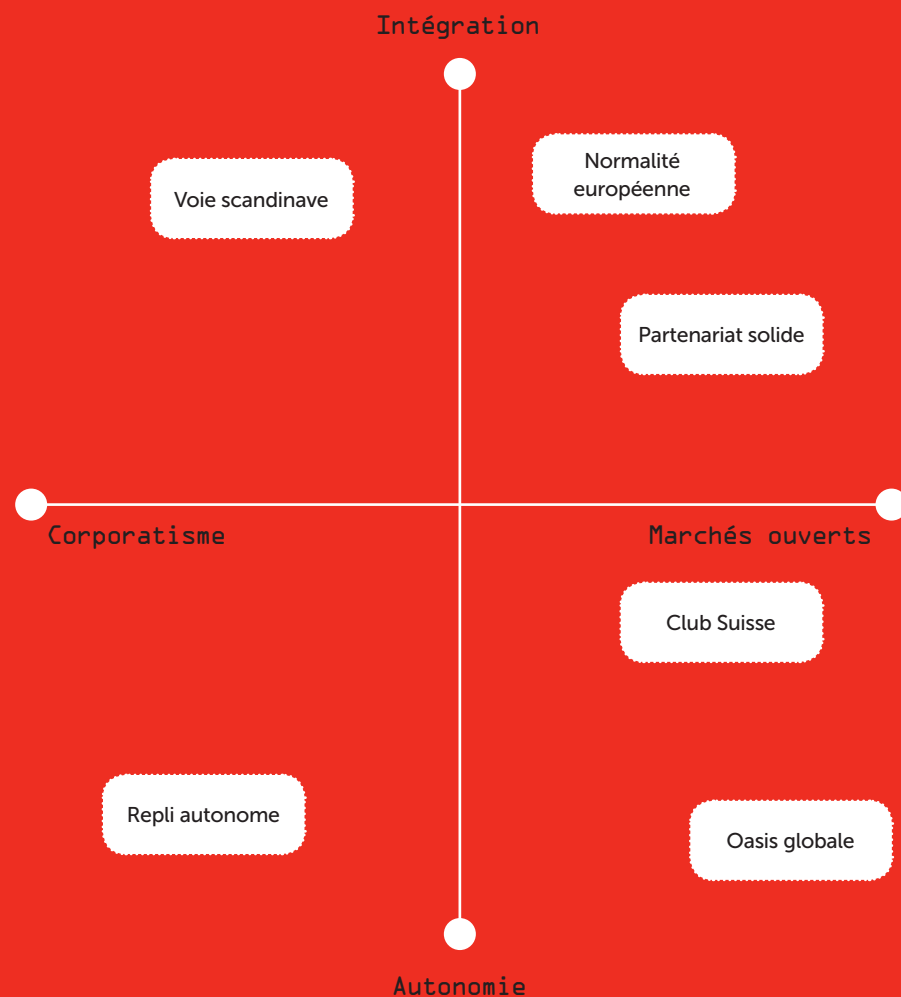 Intégration
Normalité
européenne
Voie scandinave
Partenariat solide
Corporatisme
Marchés ouverts
Club Suisse
Repli autonome
Oasis globale
Autonomie